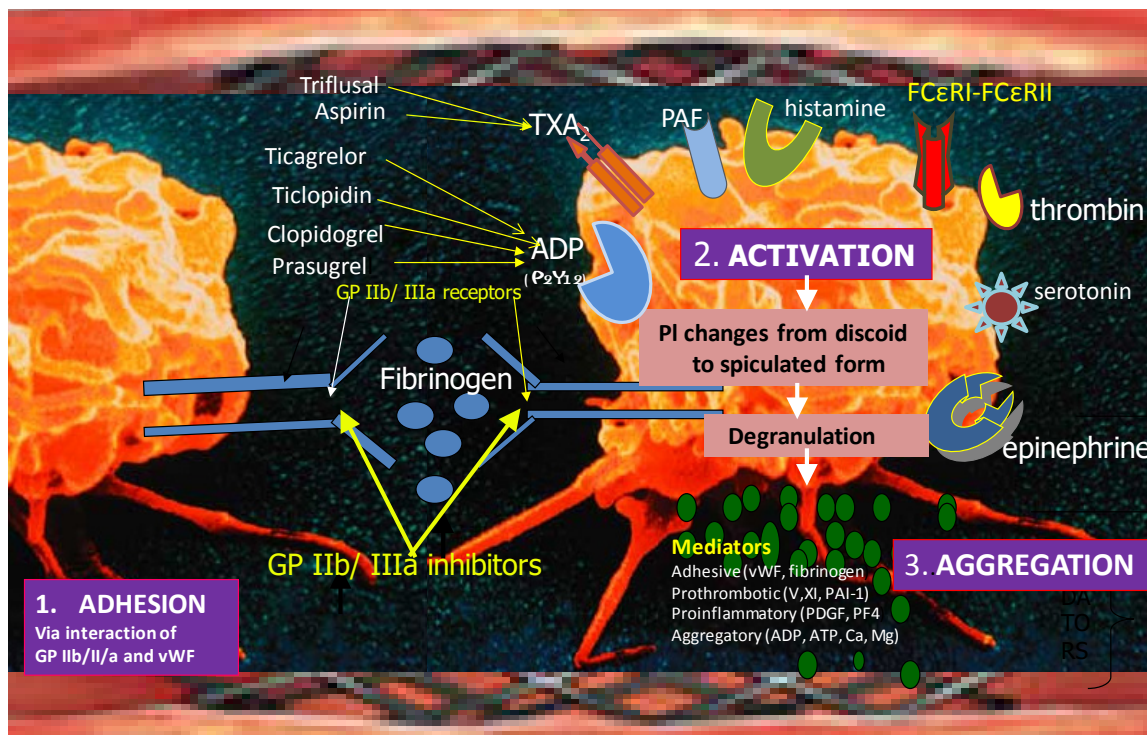 Triflusal
Aspirin
TXA2
PAF
histamine
FCεRI-FCεRII
Ticagrelor
Ticlopidin
Clopidogrel
Prasugrel
ADP
(P2Y12)
thrombin
2. ACTIVATION
GP IIb/ IIIa receptors
serotonin
Pl changes from discoid
to spiculated form
Fibrinogen
Degranulation
epinephrine
GP IIb/ IIIa inhibitors
Mediators
Adhesive (vWF, fibrinogen
Prothrombotic (V,XI, PAI-1)
Proinflammatory (PDGF, PF4
Aggregatory (ADP, ATP, Ca, Mg)
3. AGGREGATION
DA
TO
RS
1. ADHESION
Via interaction of
GP IIb/II/a and vWF